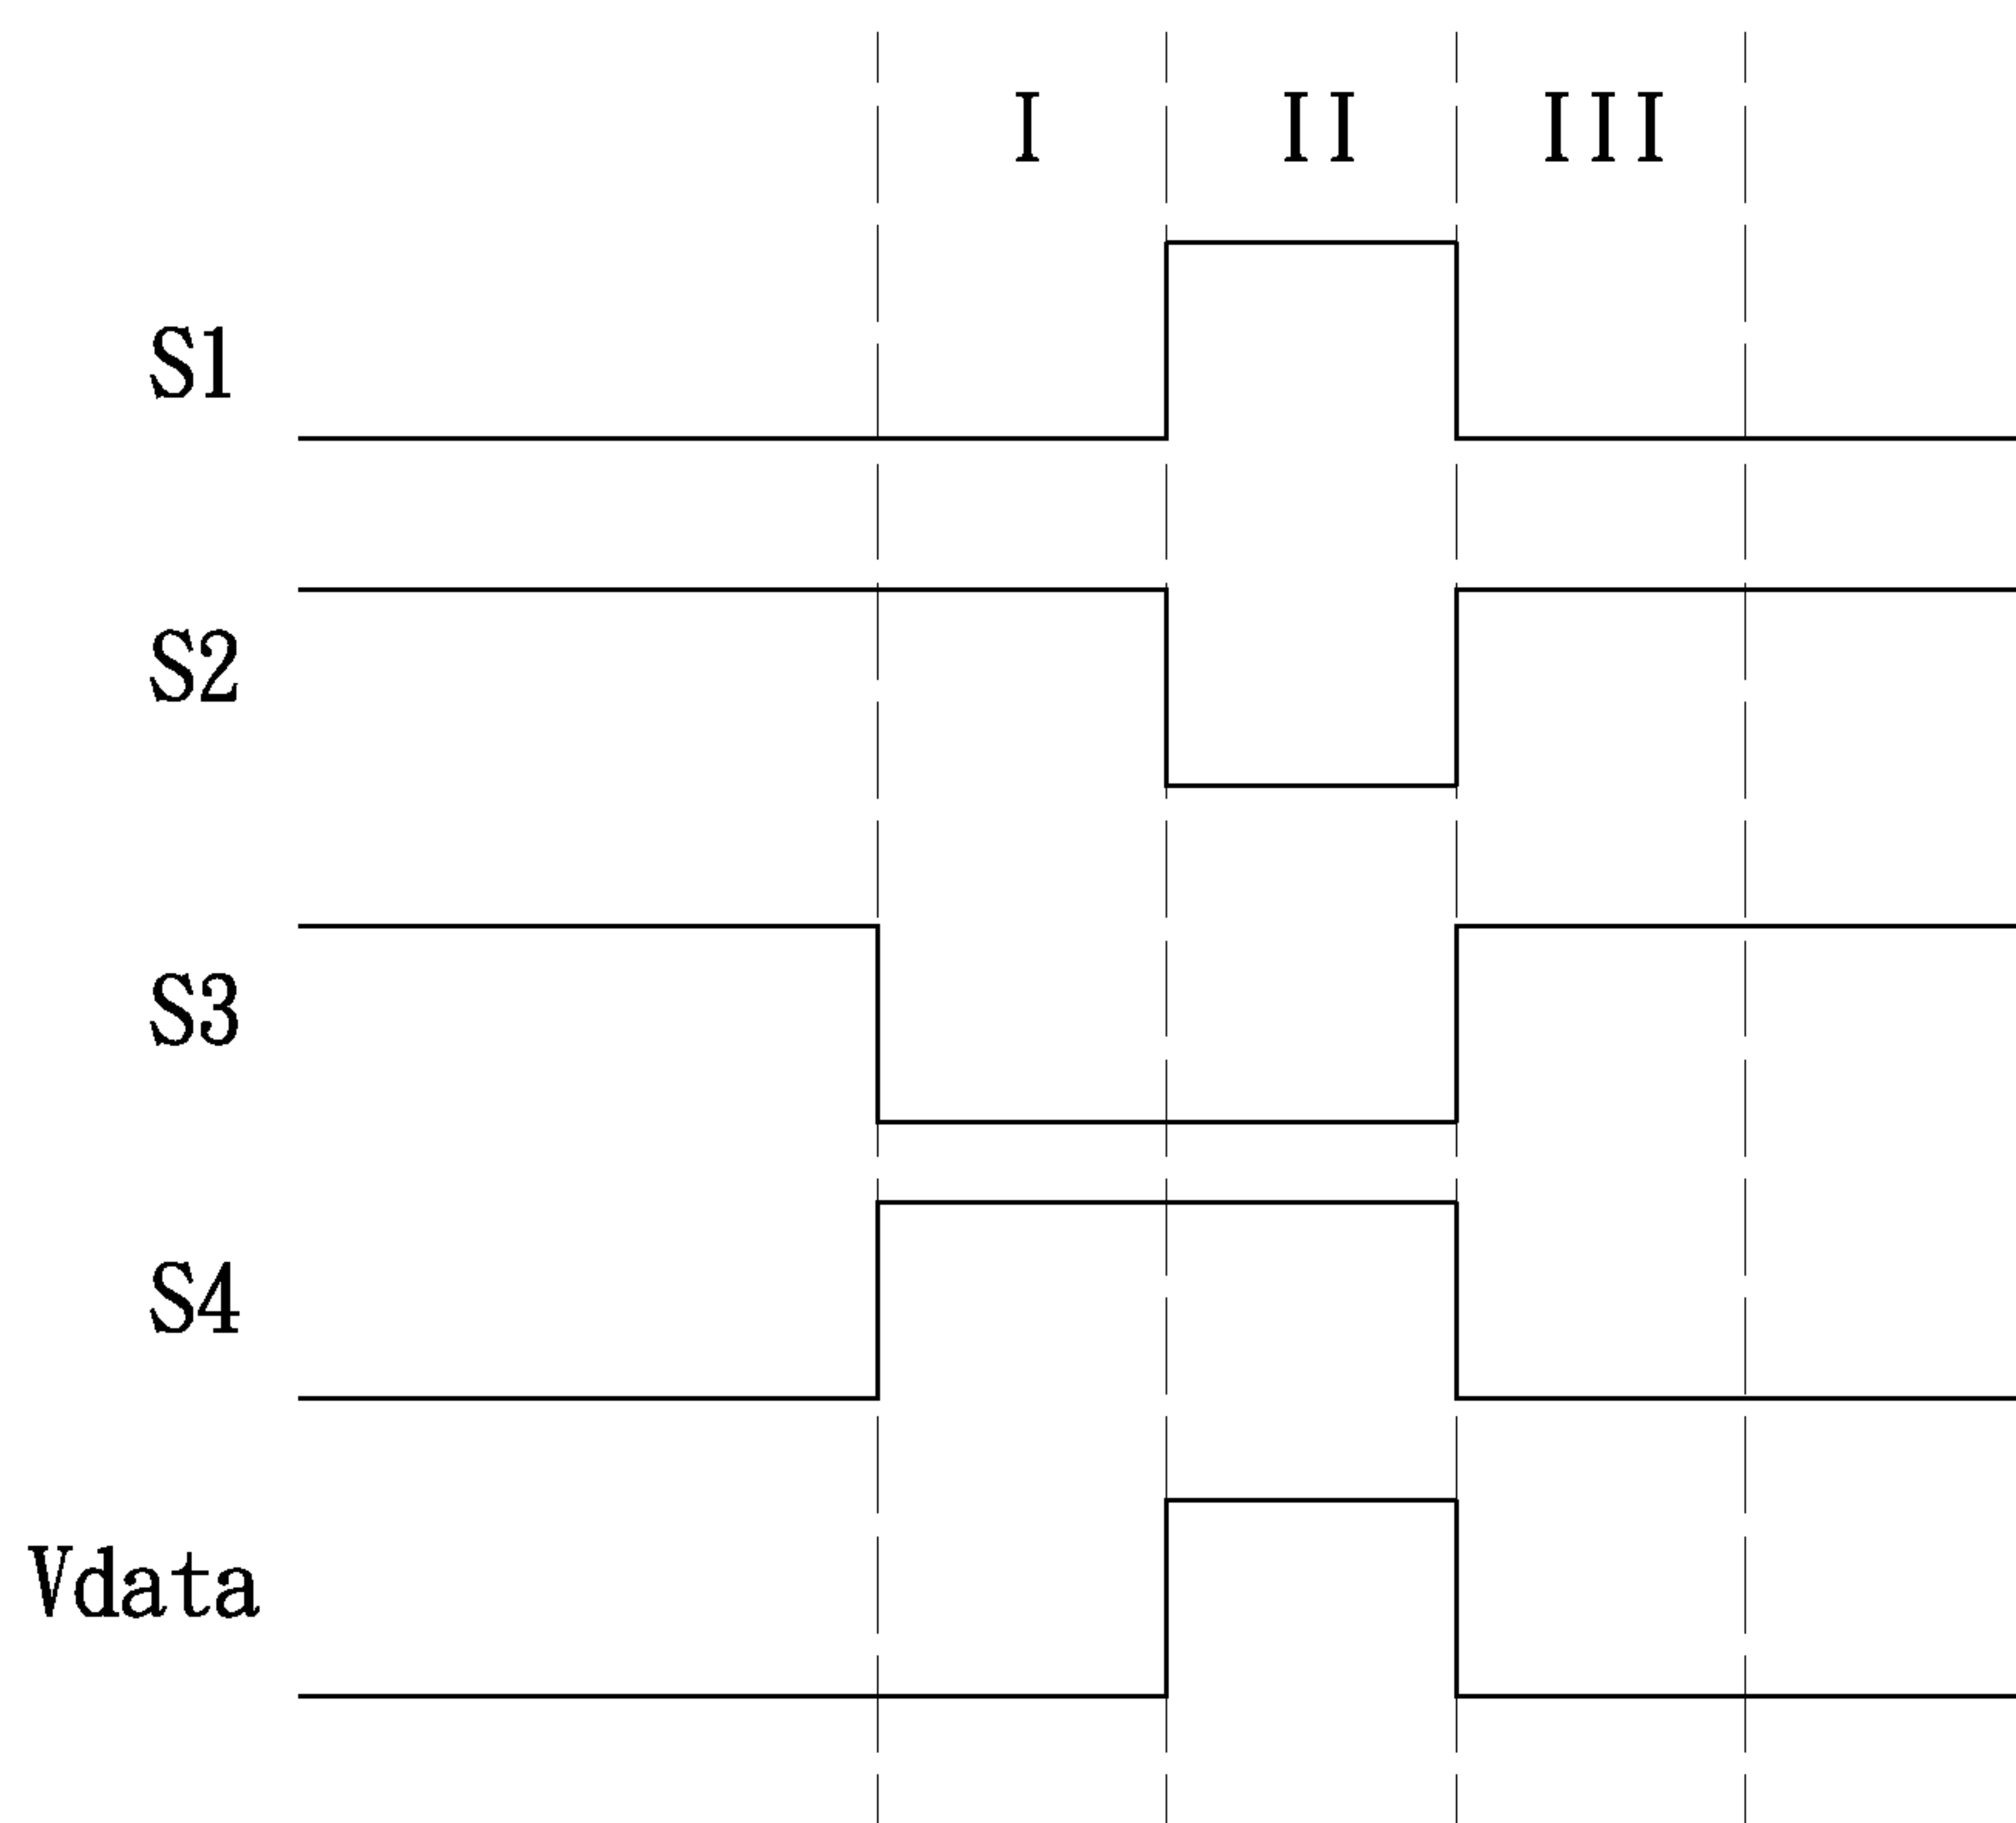 I II III
S1
S2
S3
S4
Vdata